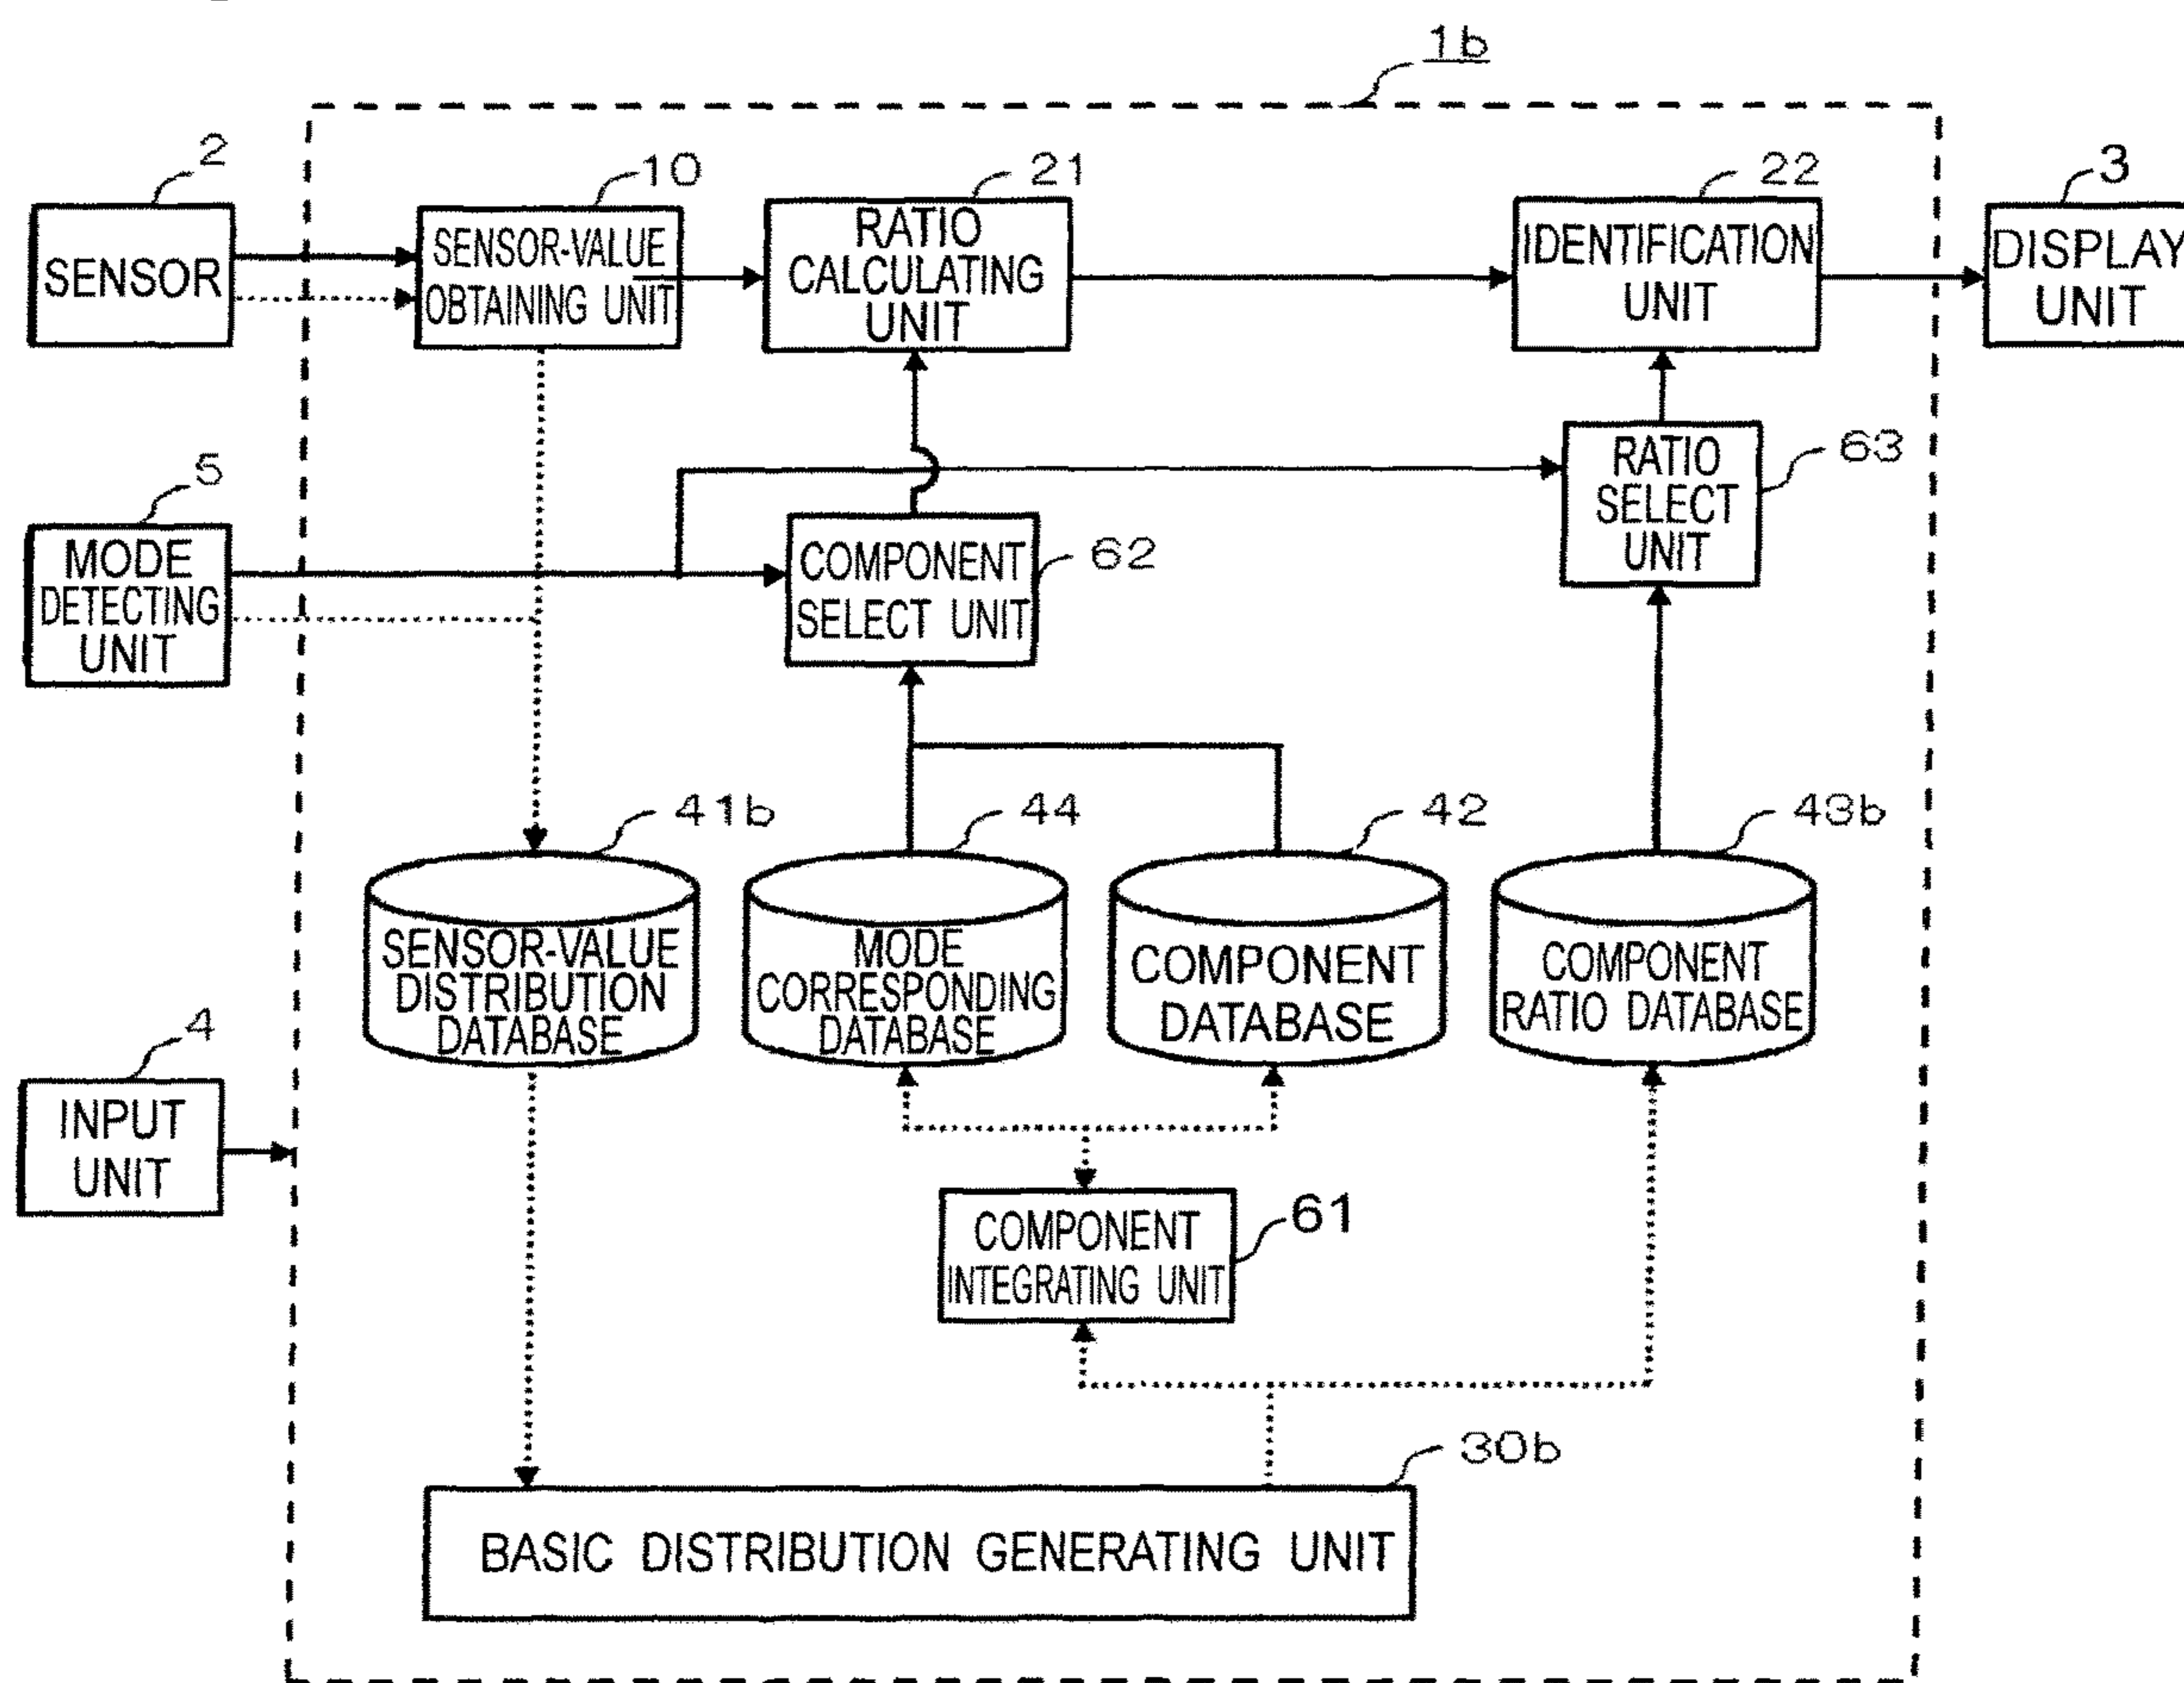 1b
2
SENSOR
10
SENSOR-VALUE
OBTAINING UNIT
21
RATIO
CALCULATING
UNIT
22
IDENTIFICATION
UNIT
3
DISPLAY
UNIT
5
MODE
DETECTING
UNIT
62
COMPONENT
SELECT UNIT
63
RATIO
SELECT
UNIT
41b
SENSOR-VALUE
DISTRIBUTION
DATABASE
44
MODE
CORRESPONDING
DATABASE
42
COMPONENT
DATABASE
43b
COMPONENT
RATIO DATABASE
4
INPUT
UNIT
61
COMPONENT
INTEGRATING UNIT
30b
BASIC DISTRIBUTION GENERATING UNIT